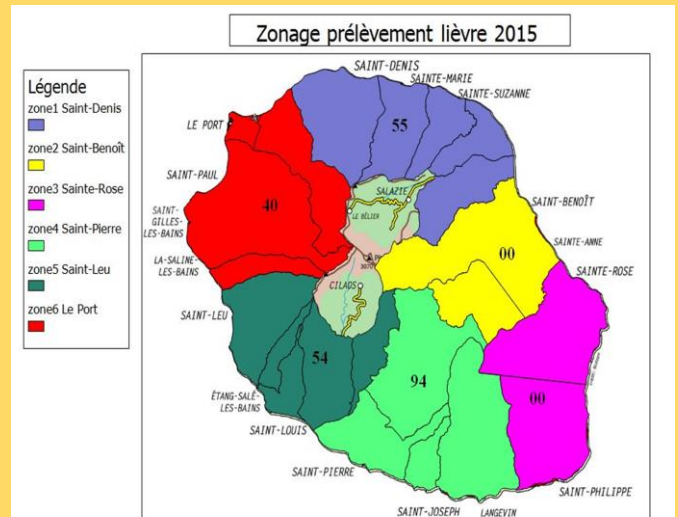 Zonage prélèvement lièvre 2015
Légende
zone1 Saint-Denis
zone2 Saint-Benoît
zone3 Sainte-Rose
zone4 Saint-Pierre
zone5 Saint-Leu
zone6 Le Port
SAINT-DENIS
SAINTE-MARIE
SAINTE-SUZANNE
LE PORT
55
SAINT-PAUL
SALAZIE
40
LE BÉLIER
SAINT-BENOÎT
SAINT-GILLES-LES-BAINS
00
SAINTE-ANNE
LA-SALINE-LES-BAINS
3070
SAINTE-ROSE
CILAOS
SAINT-LEU
54
94
00
ÉTANG-SALÉ-LES-BAINS
SAINT-LOUIS
SAINT-PIERRE
SAINT-PHILIPPE
SAINT-JOSEPH
LANGEVIN